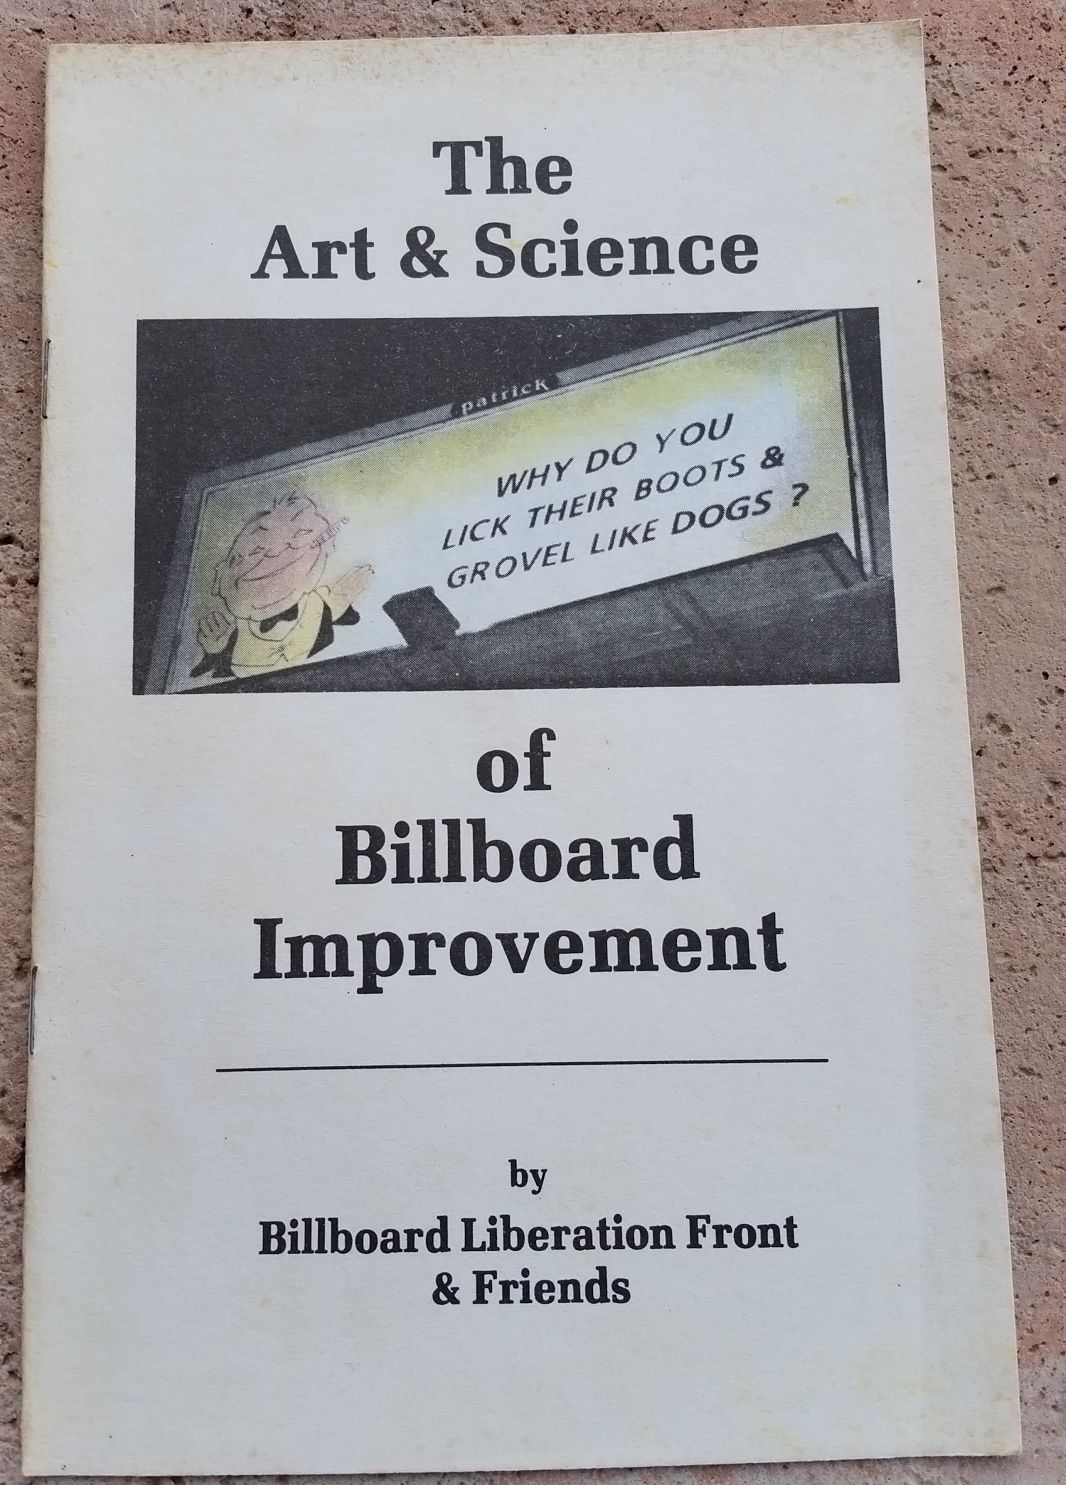 The
Art & Science
patrick
WHY DO YOU
LICK THEIR BOOTS &
GROVEL LIKE DOGS ?
of
Billboard
Improvement
by
Billboard Liberation Front
& Friends